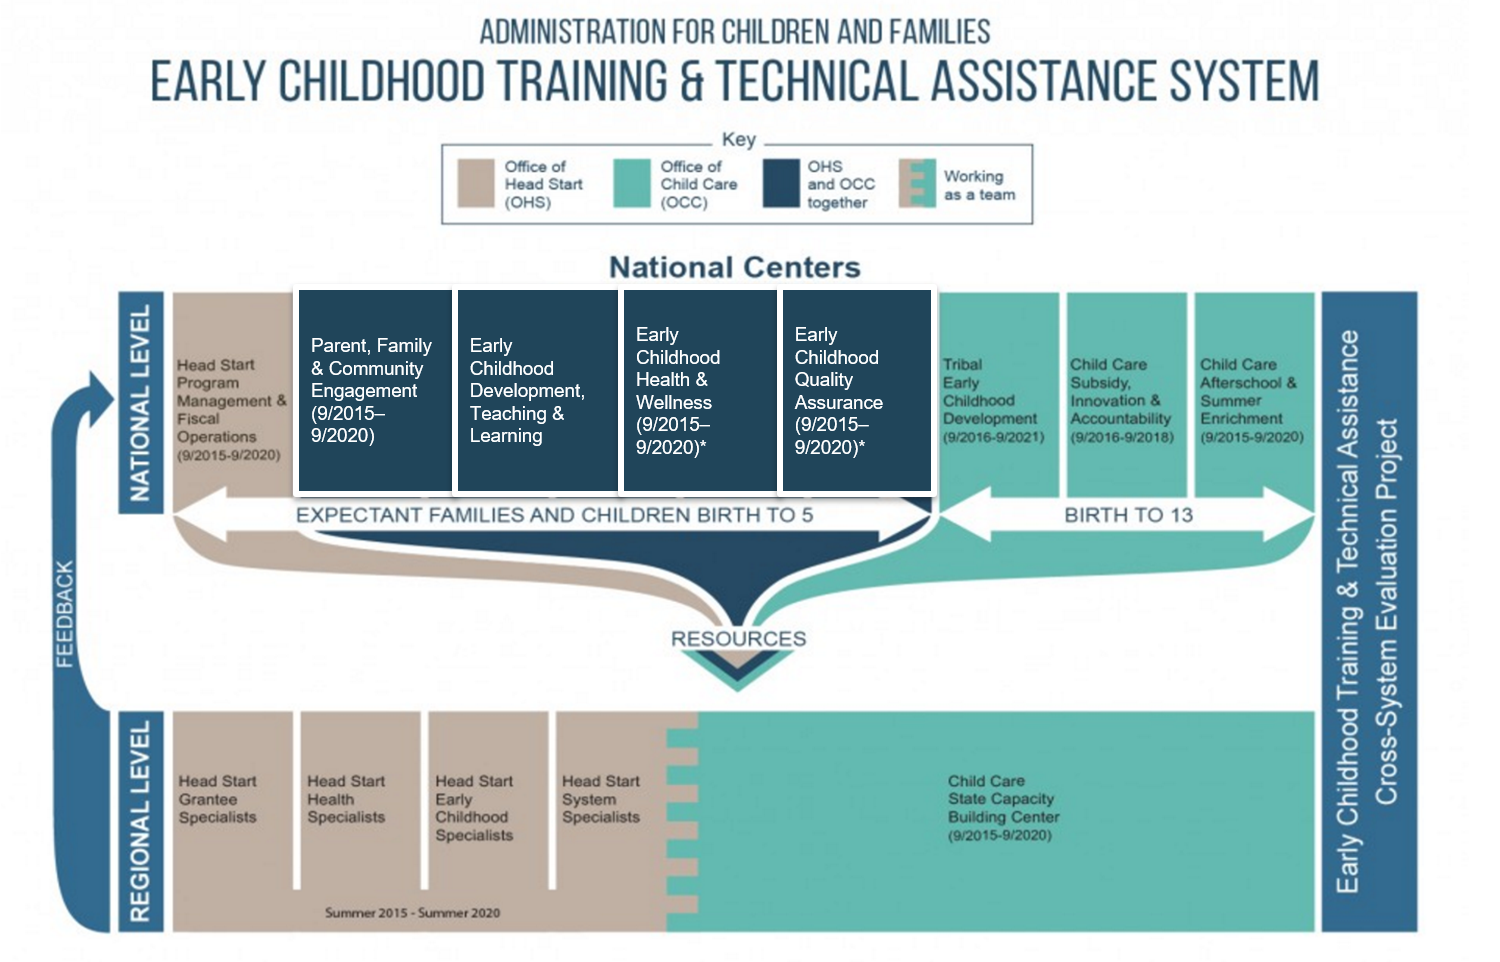 ADMINISTRATION FOR CHILDREN AND FAMILIES
EARLY CHILDHOOD TRAINING & TECHNICAL ASSISTANCE SYSTEM
Key
Office of
Head Start
(OHS)
Office of
Child Care
(OCC)
OHS
and OCC
together
Working
as a team
National Centers
NATIONAL LEVEL
Head Start
Program
Management &
Fiscal
Operations
(9/2015-9/2020)
Parent, Family
& Community
Engagement
(9/2015–
9/2020)
Early
Childhood
Development,
Teaching &
Learning
Early
Childhood
Health &
Wellness
(9/2015–
9/2020)*
Early
Childhood
Quality
Assurance
(9/2015–
9/2020)*
Tribal
Early
Childhood
Development
(9/2016-9/2021)
Child Care
Subsidy,
Innovation &
Accountability
(9/2016-9/2018)
Child Care
Afterschool &
Summer
Enrichment
(9/2015-9/2020)
EXPECTANT FAMILIES AND CHILDREN BIRTH TO 5
BIRTH TO 13
FEEDBACK
RESOURCES
REGIONAL LEVEL
Head Start
Grantee
Specialists
Head Start
Health
Specialists
Head Start
Early
Childhood
Specialists
Head Start
System
Specialists
Summer 2015 - Summer 2020
Child Care
State Capacity
Building Center
(9/2015-9/2020)
Early Childhood Training & Technical Assistance
Cross-System Evaluation Project